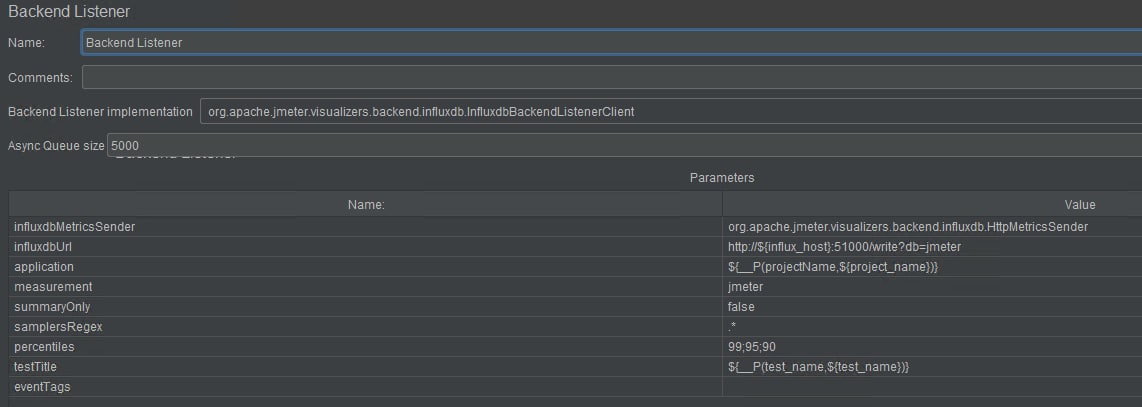 Backend Listener
Name: Backend Listener
Comments:
Backend Listener implementation org.apache.jmeter.visualizers.backend.influxdb.InfluxdbBackendListenerClient
Async Queue size 5000
Backend Listener
Parameters
Name: Value
influxdbMetricsSender org.apache.jmeter.visualizers.backend.influxdb.HttpMetricsSender
influxdbUrl http://${influx_host}:51000/write?db=jmeter
application ${__P(projectName,${project_name})}
measurement jmeter
summaryOnly false
samplersRegex .*
percentiles 99;95;90
testTitle ${__P(test_name,${test_name})}
eventTags